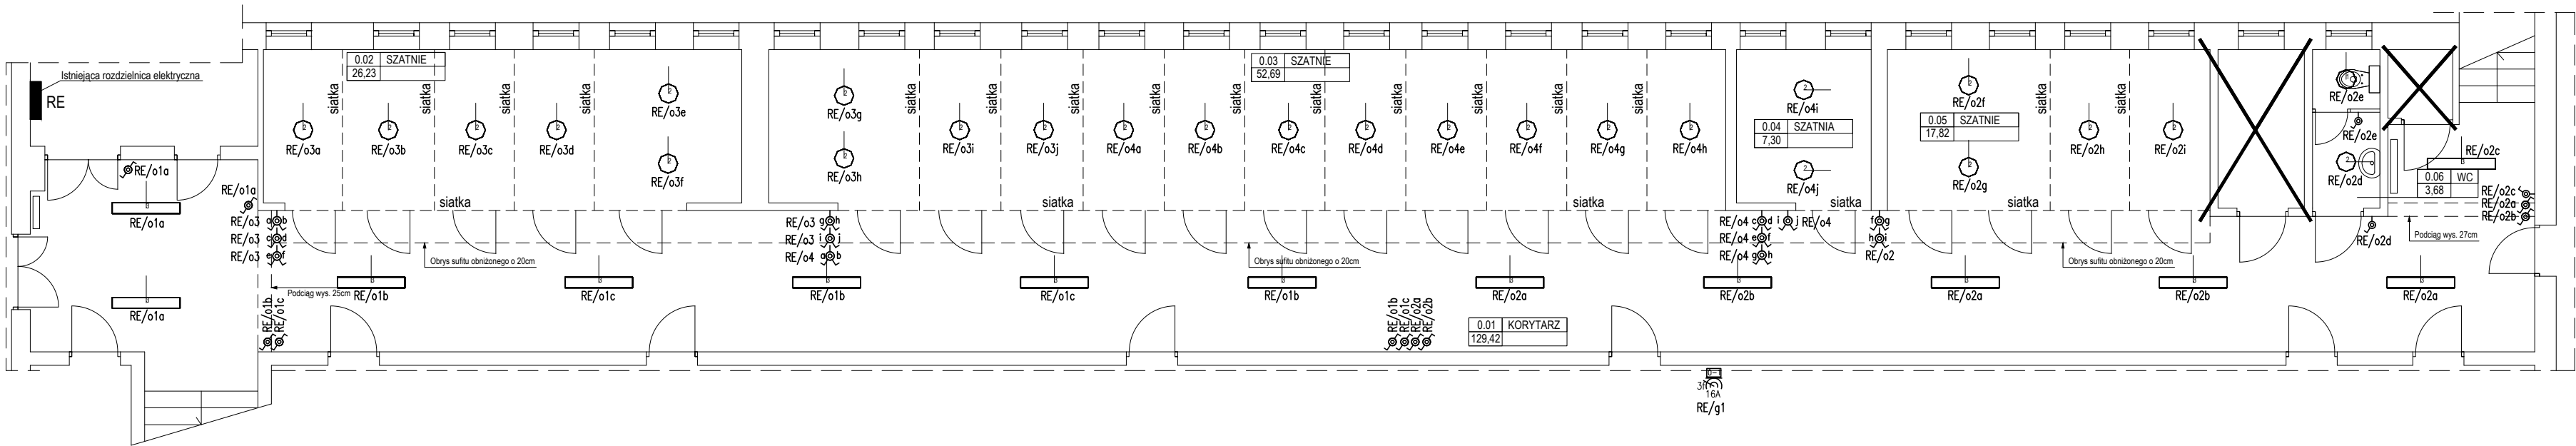 Istniejąca rozdzielnica elektryczna
RE
0.02 SZATNIE
26,23
siatka
siatka
siatka
siatka
RE/o3a
RE/o3b
RE/o3c
RE/o3d
RE/o3e
RE/o3f
siatka
RE/o3g
RE/o3h
0.03 SZATNIE
52,69
siatka
siatka
siatka
siatka
siatka
siatka
siatka
siatka
siatka
RE/o3i
RE/o3j
RE/o4a
RE/o4b
RE/o4c
RE/o4d
RE/o4e
RE/o4f
RE/o4g
RE/o4h
siatka
siatka
RE/o4i
0.04 SZATNIA
7,30
RE/o4j
siatka
RE/o2f
0.05 SZATNIE
17,82
RE/o2g
siatka
siatka
RE/o2h
RE/o2i
siatka
RE/o2e
RE/o2e
RE/o2d
RE/o2c
0.06 WC
3,68
RE/o2c
RE/o2a
RE/o2b
RE/o2d
Podciąg wys. 27cm
RE/o1a
RE/o1a
RE/o1a
RE/o1a
RE/o3 a b
RE/o3 c d
RE/o3 e f
RE/o3 g h
RE/o3 i j
RE/o4 a b
RE/o4 c d
RE/o4 e f
RE/o4 g h
i j RE/o4
f g
h i
RE/o2
Obrys sufitu obniżonego o 20cm
Obrys sufitu obniżonego o 20cm
Obrys sufitu obniżonego o 20cm
Podciąg wys. 25cm
RE/o1b
RE/o1c
RE/o1b
RE/o1c
RE/o1b
RE/o2a
RE/o2b
RE/o2a
RE/o2b
RE/o2a
RE/o1b
RE/o1c
RE/o1b
RE/o1c
RE/o2a
RE/o2b
0.01 KORYTARZ
129,42
16A
RE/g1